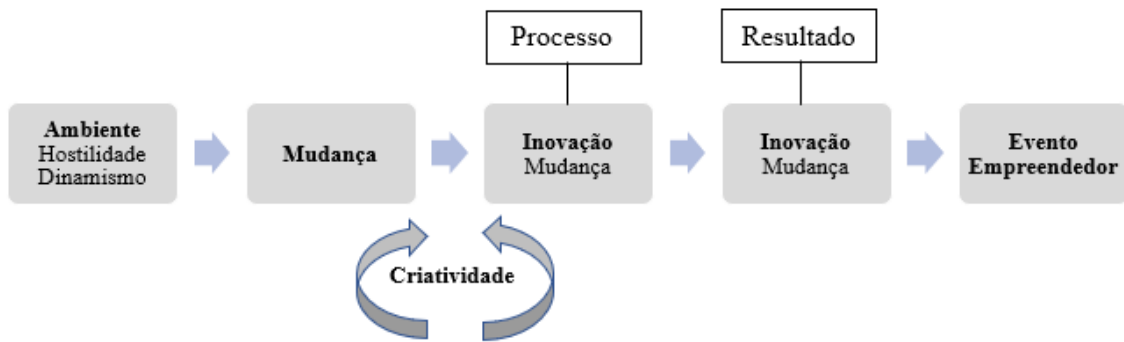 Processo
Resultado
Ambiente
Hostilidade
Dinamismo
Mudança
Inovação
Mudança
Inovação
Mudança
Evento
Empreendedor
Criatividade